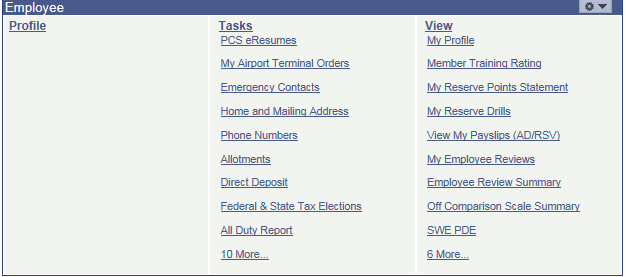 Employee
Profile
Tasks
PCS eResumes
My Airport Terminal Orders
Emergency Contacts
Home and Mailing Address
Phone Numbers
Allotments
Direct Deposit
Federal & State Tax Elections
All Duty Report
10 More...
View
My Profile
Member Training Rating
My Reserve Points Statement
My Reserve Drills
View My Payslips (AD/RSV)
My Employee Reviews
Employee Review Summary
Off Comparison Scale Summary
SWE PDE
6 More...